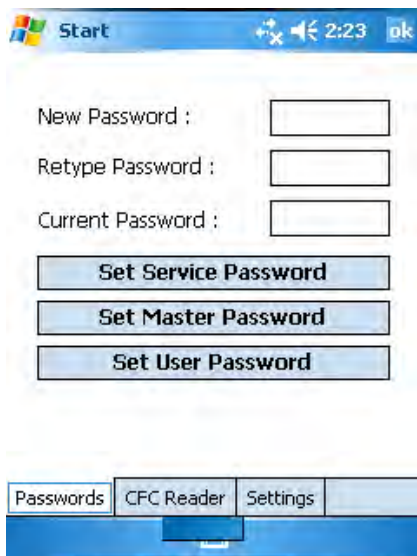 Start 2:23 ok
New Password :
Retype Password :
Current Password :
Set Service Password
Set Master Password
Set User Password
Passwords CFC Reader Settings